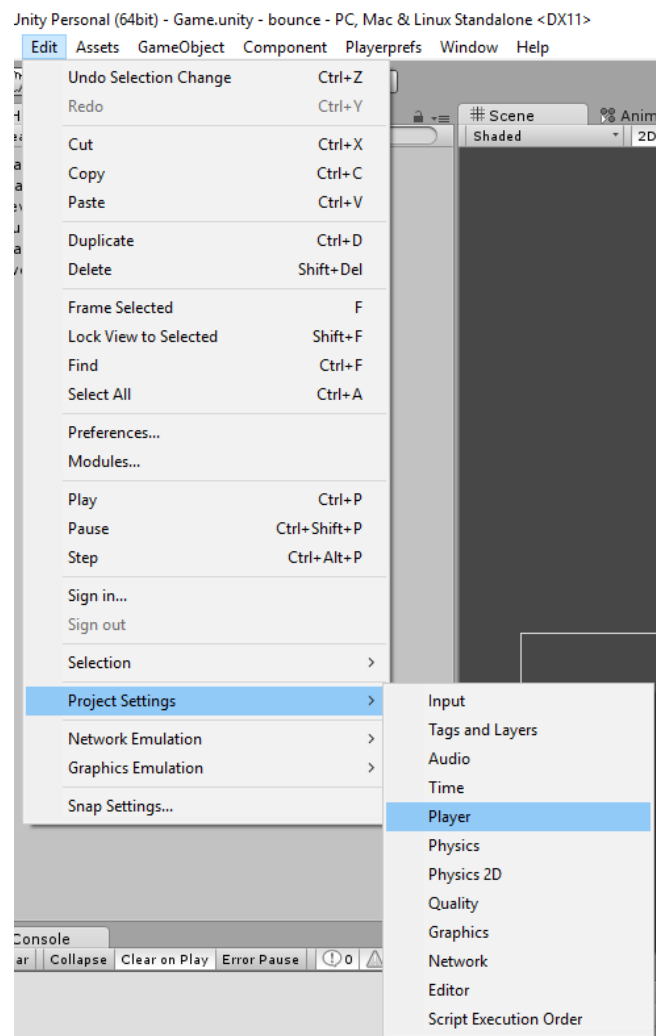 Unity Personal (64bit) - Game.unity - bounce - PC, Mac & Linux Standalone <DX11>
Edit Assets GameObject Component Playerprefs Window Help
Undo Selection Change Ctrl+Z
Redo Ctrl+Y
# Scene
Shaded 2D
Cut Ctrl+X
Copy Ctrl+C
Paste Ctrl+V
Duplicate Ctrl+D
Delete Shift+Del
Frame Selected F
Lock View to Selected Shift+F
Find Ctrl+F
Select All Ctrl+A
Preferences...
Modules...
Play Ctrl+P
Pause Ctrl+Shift+P
Step Ctrl+Alt+P
Sign in...
Sign out
Selection >
Project Settings >
Network Emulation >
Graphics Emulation >
Snap Settings...
Input
Tags and Layers
Audio
Time
Player
Physics
Physics 2D
Quality
Graphics
Network
Editor
Script Execution Order
Console
Collapse Clear on Play Error Pause 0